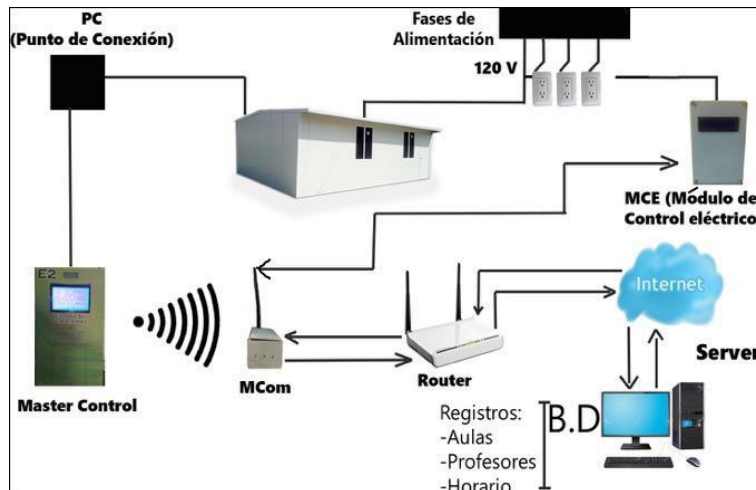 PC
(Punto de Conexión)
Fases de
Alimentación
120 V
MCE (Módulo de
Control eléctrico
E2
Internet
Server
MCom
Router
Master Control
Registros:
-Aulas
-Profesores
-Horario
B.D